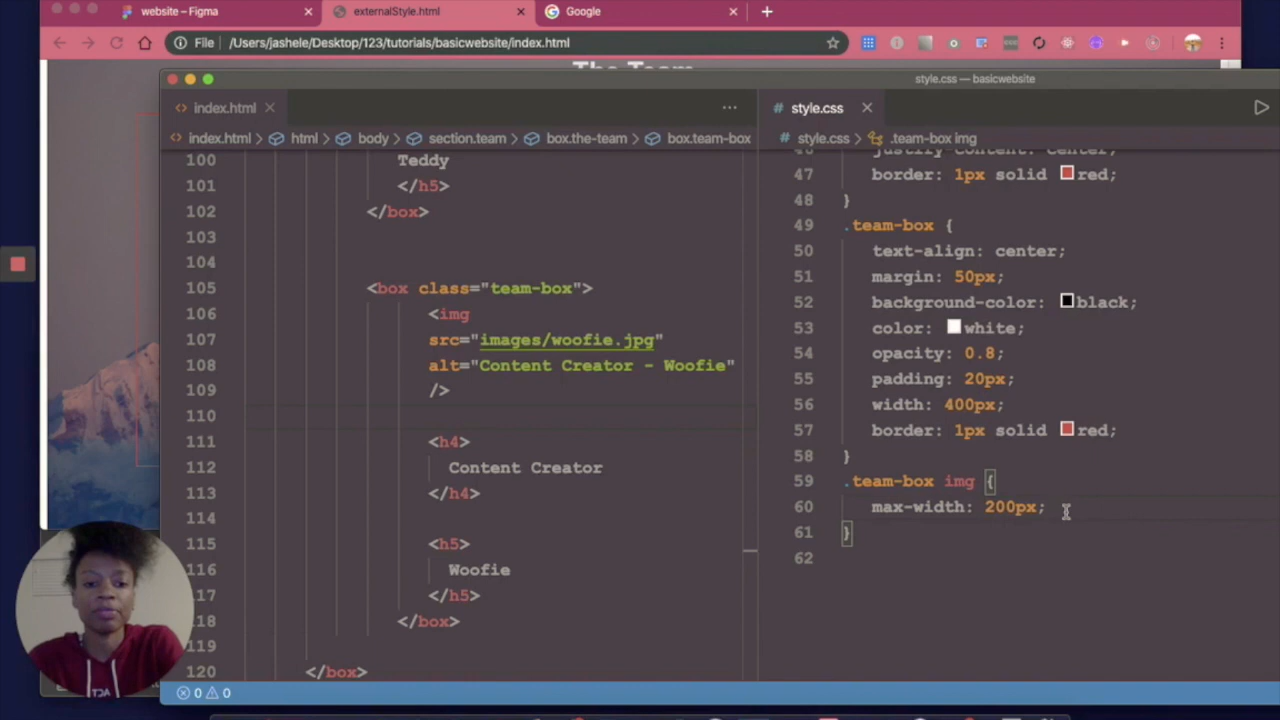 website – Figma
externalStyle.html
Google
File
/Users/jashele/Desktop/123/tutorials/basicwebsite/index.html
The Team
style.css — basicwebsite
index.html
style.css
index.html > html > body > section.team > box.the-team > box.team-box
style.css > .team-box img
100 Teddy
101 </h5>
102 </box>
103
104
105 <box class="team-box">
106 <img
107 src="images/woofie.jpg"
108 alt="Content Creator - Woofie"
109 />
110
111 <h4>
112 Content Creator
113 </h4>
114
115 <h5>
116 Woofie
117 </h5>
118 </box>
119
120 </box>
46 justify-content: center;
47 border: 1px solid red;
48 }
49 .team-box {
50 text-align: center;
51 margin: 50px;
52 background-color: black;
53 color: white;
54 opacity: 0.8;
55 padding: 20px;
56 width: 400px;
57 border: 1px solid red;
58 }
59 .team-box img {
60 max-width: 200px;
61 }
62
0 0